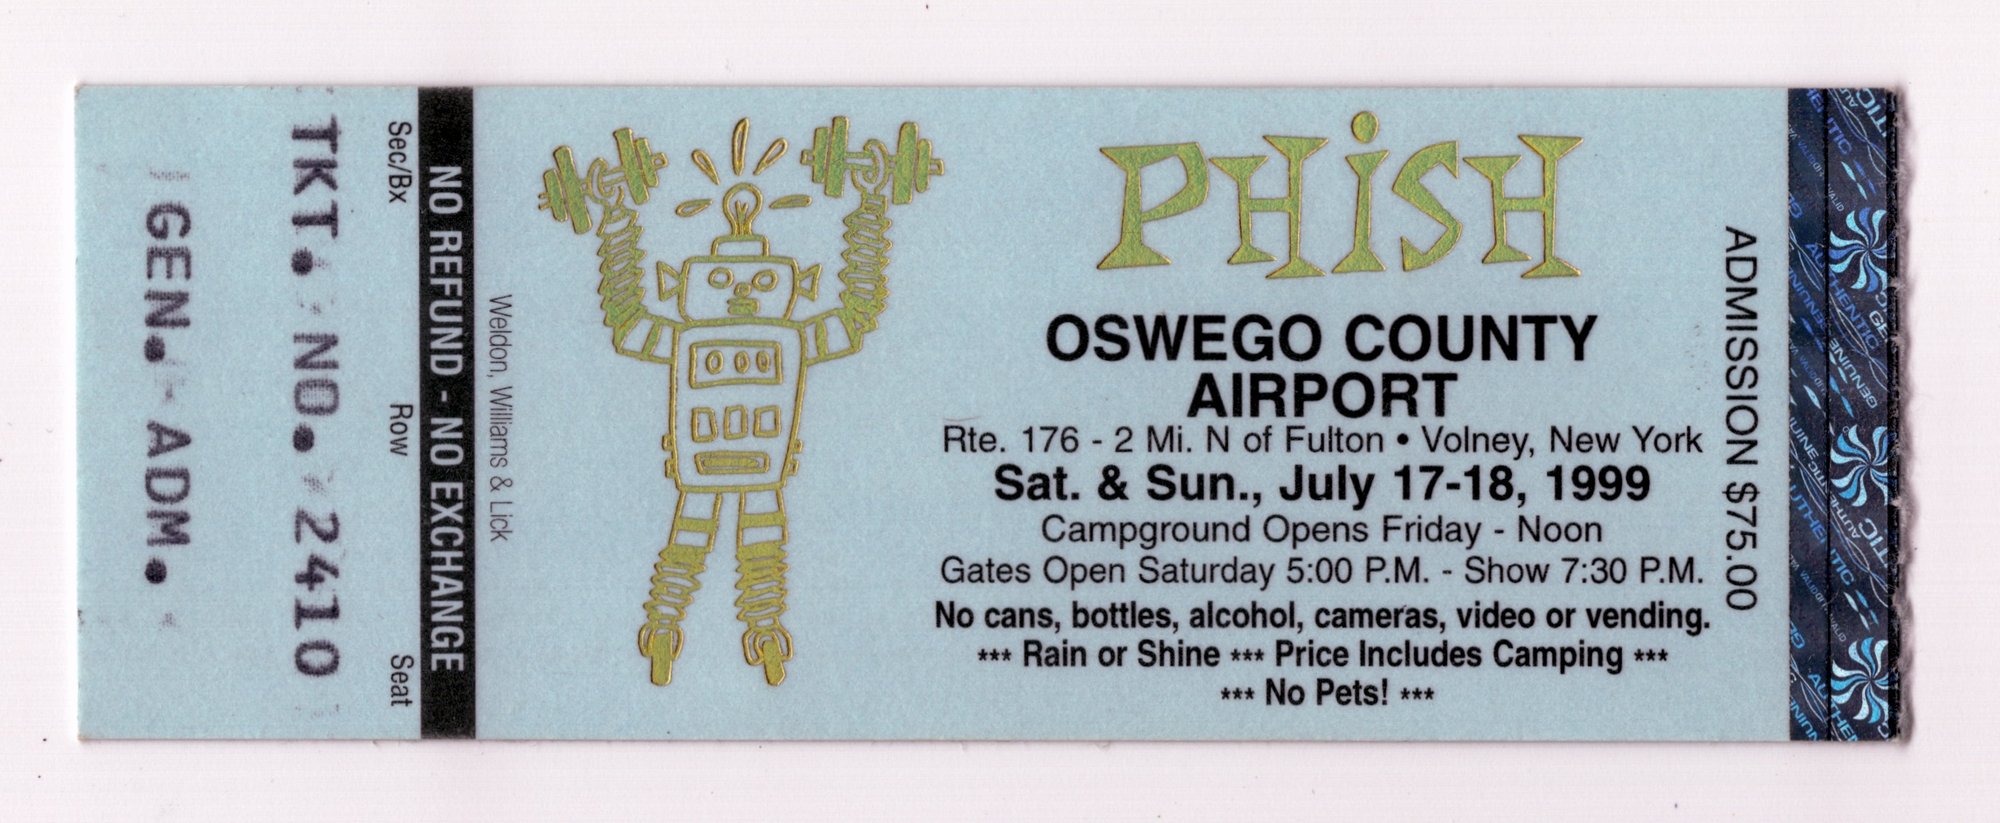 GEN. ADM.
TKT. NO. 2410
Sec/Bx Row Seat
NO REFUND - NO EXCHANGE
Weldon, Williams & Lick
PHiSH
OSWEGO COUNTY
AIRPORT
Rte. 176 - 2 Mi. N of Fulton • Volney, New York
Sat. & Sun., July 17-18, 1999
Campground Opens Friday - Noon
Gates Open Saturday 5:00 P.M. - Show 7:30 P.M.
No cans, bottles, alcohol, cameras, video or vending.
*** Rain or Shine *** Price Includes Camping ***
*** No Pets! ***
ADMISSION $75.00
GENUINE AUTHENTIC